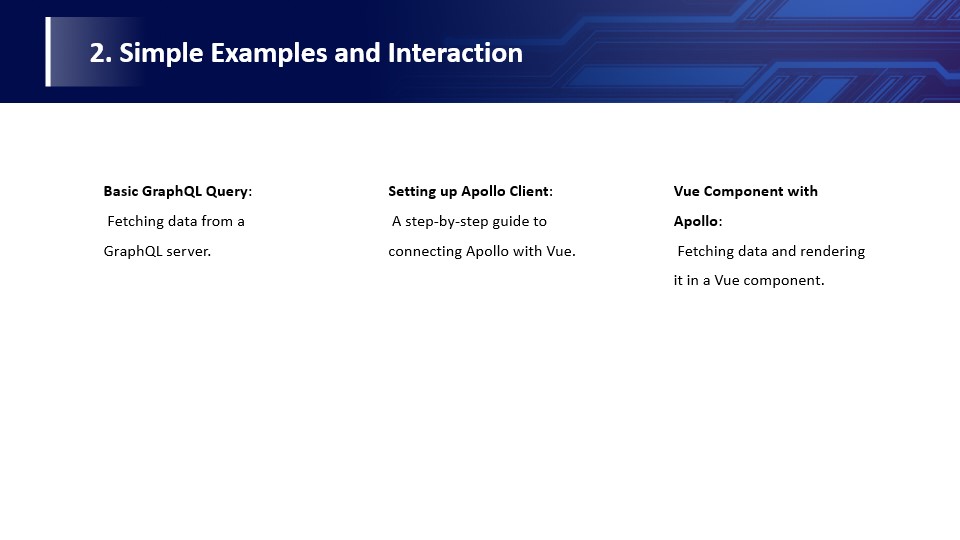 2. Simple Examples and Interaction
Basic GraphQL Query:
Fetching data from a
GraphQL server.
Setting up Apollo Client:
A step-by-step guide to
connecting Apollo with Vue.
Vue Component with
Apollo:
Fetching data and rendering
it in a Vue component.